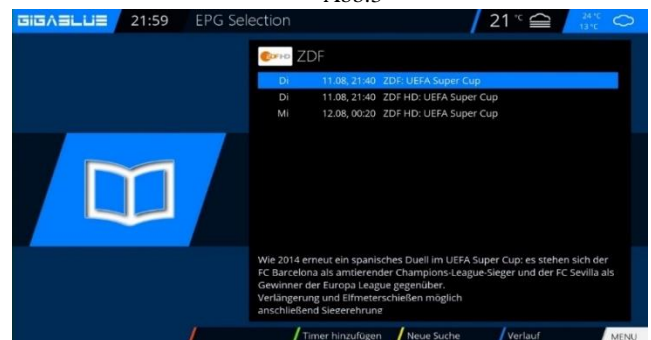 GIGABLUE 21:59 EPG Selection 21 °C 24 °C
13 °C
ZDF HD ZDF
Di 11.08, 21:40 ZDF: UEFA Super Cup
Di 11.08, 21:40 ZDF HD: UEFA Super Cup
Mi 12.08, 00:20 ZDF HD: UEFA Super Cup
Wie 2014 erneut ein spanisches Duell im UEFA Super Cup: es stehen sich der
FC Barcelona als amtierender Champions-League-Sieger und der FC Sevilla als
Gewinner der Europa League gegenüber.
Verlängerung und Elfmeterschießen möglich
anschließend Siegerehrung
Timer hinzufügen Neue Suche Verlauf MENU